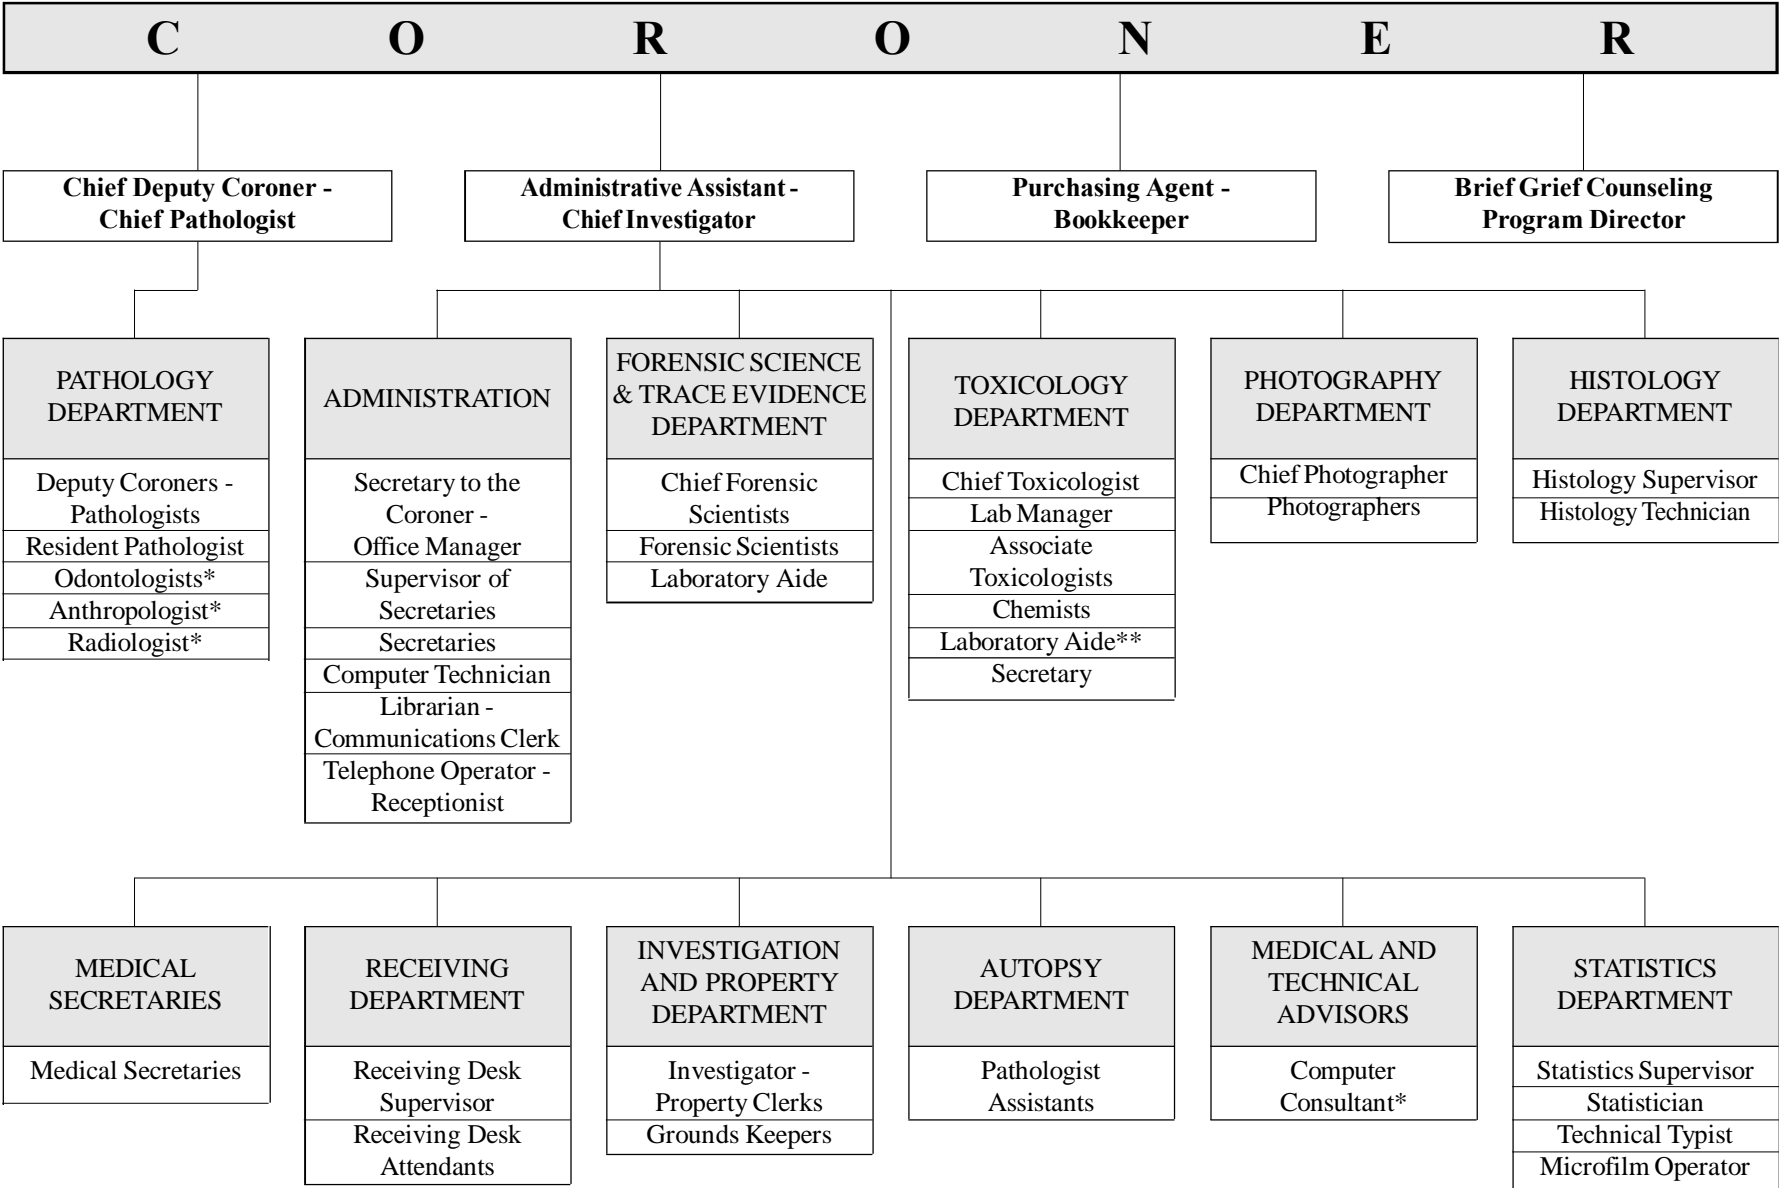 C O R O N E R
Chief Deputy Coroner -
Chief Pathologist
Administrative Assistant -
Chief Investigator
Purchasing Agent -
Bookkeeper
Brief Grief Counseling
Program Director
PATHOLOGY
DEPARTMENT
Deputy Coroners -
Pathologists
Resident Pathologist
Odontologists*
Anthropologist*
Radiologist*
ADMINISTRATION
Secretary to the
Coroner -
Office Manager
Supervisor of
Secretaries
Secretaries
Computer Technician
Librarian -
Communications Clerk
Telephone Operator -
Receptionist
FORENSIC SCIENCE
& TRACE EVIDENCE
DEPARTMENT
Chief Forensic
Scientists
Forensic Scientists
Laboratory Aide
TOXICOLOGY
DEPARTMENT
Chief Toxicologist
Lab Manager
Associate
Toxicologists
Chemists
Laboratory Aide**
Secretary
PHOTOGRAPHY
DEPARTMENT
Chief Photographer
Photographers
HISTOLOGY
DEPARTMENT
Histology Supervisor
Histology Technician
MEDICAL
SECRETARIES
Medical Secretaries
RECEIVING
DEPARTMENT
Receiving Desk
Supervisor
Receiving Desk
Attendants
INVESTIGATION
AND PROPERTY
DEPARTMENT
Investigator -
Property Clerks
Grounds Keepers
AUTOPSY
DEPARTMENT
Pathologist
Assistants
MEDICAL AND
TECHNICAL
ADVISORS
Computer
Consultant*
STATISTICS
DEPARTMENT
Statistics Supervisor
Statistician
Technical Typist
Microfilm Operator